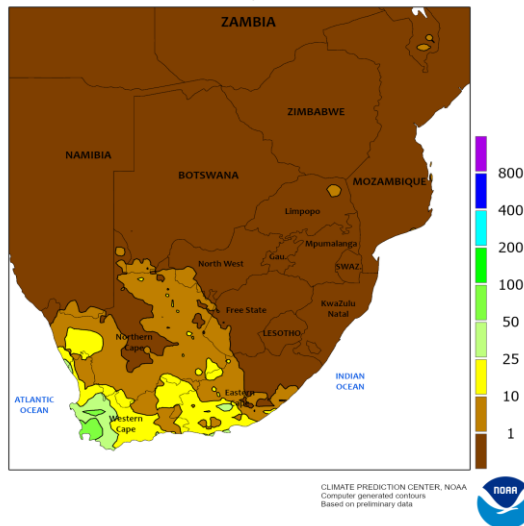 ZAMBIA
ZIMBABWE
NAMIBIA
BOTSWANA
MOZAMBIQUE
Limpopo
Mpumalanga
North West
Gau.
SWAZ.
Free State
KwaZulu
Natal
Northern
Cape
LESOTHO
INDIAN
OCEAN
Eastern
ATLANTIC
OCEAN
Western
Cape
800
400
200
100
50
25
10
1
CLIMATE PREDICTION CENTER, NOAA
Computer generated contours
Based on preliminary data
NOAA